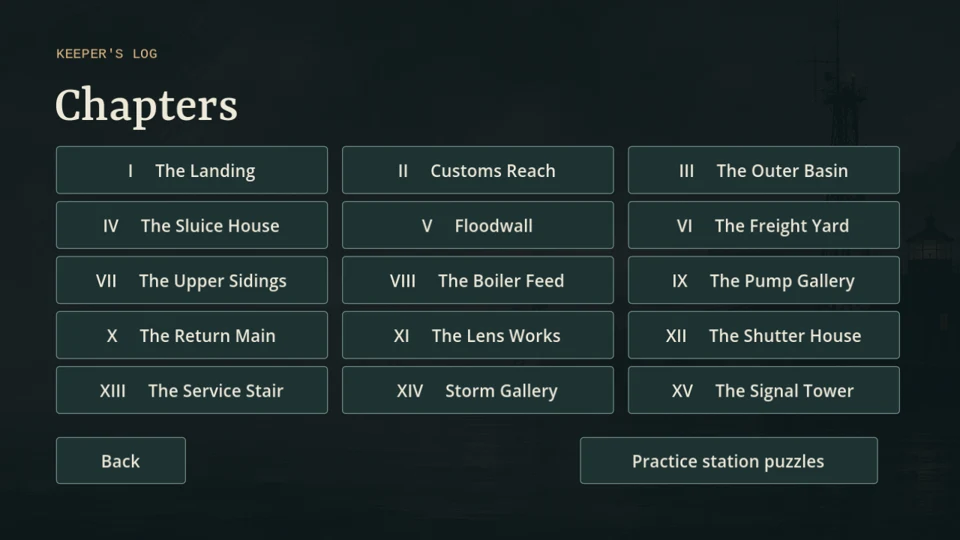 KEEPER'S LOG
Chapters
I The Landing
II Customs Reach
III The Outer Basin
IV The Sluice House
V Floodwall
VI The Freight Yard
VII The Upper Sidings
VIII The Boiler Feed
IX The Pump Gallery
X The Return Main
XI The Lens Works
XII The Shutter House
XIII The Service Stair
XIV Storm Gallery
XV The Signal Tower
Back
Practice station puzzles